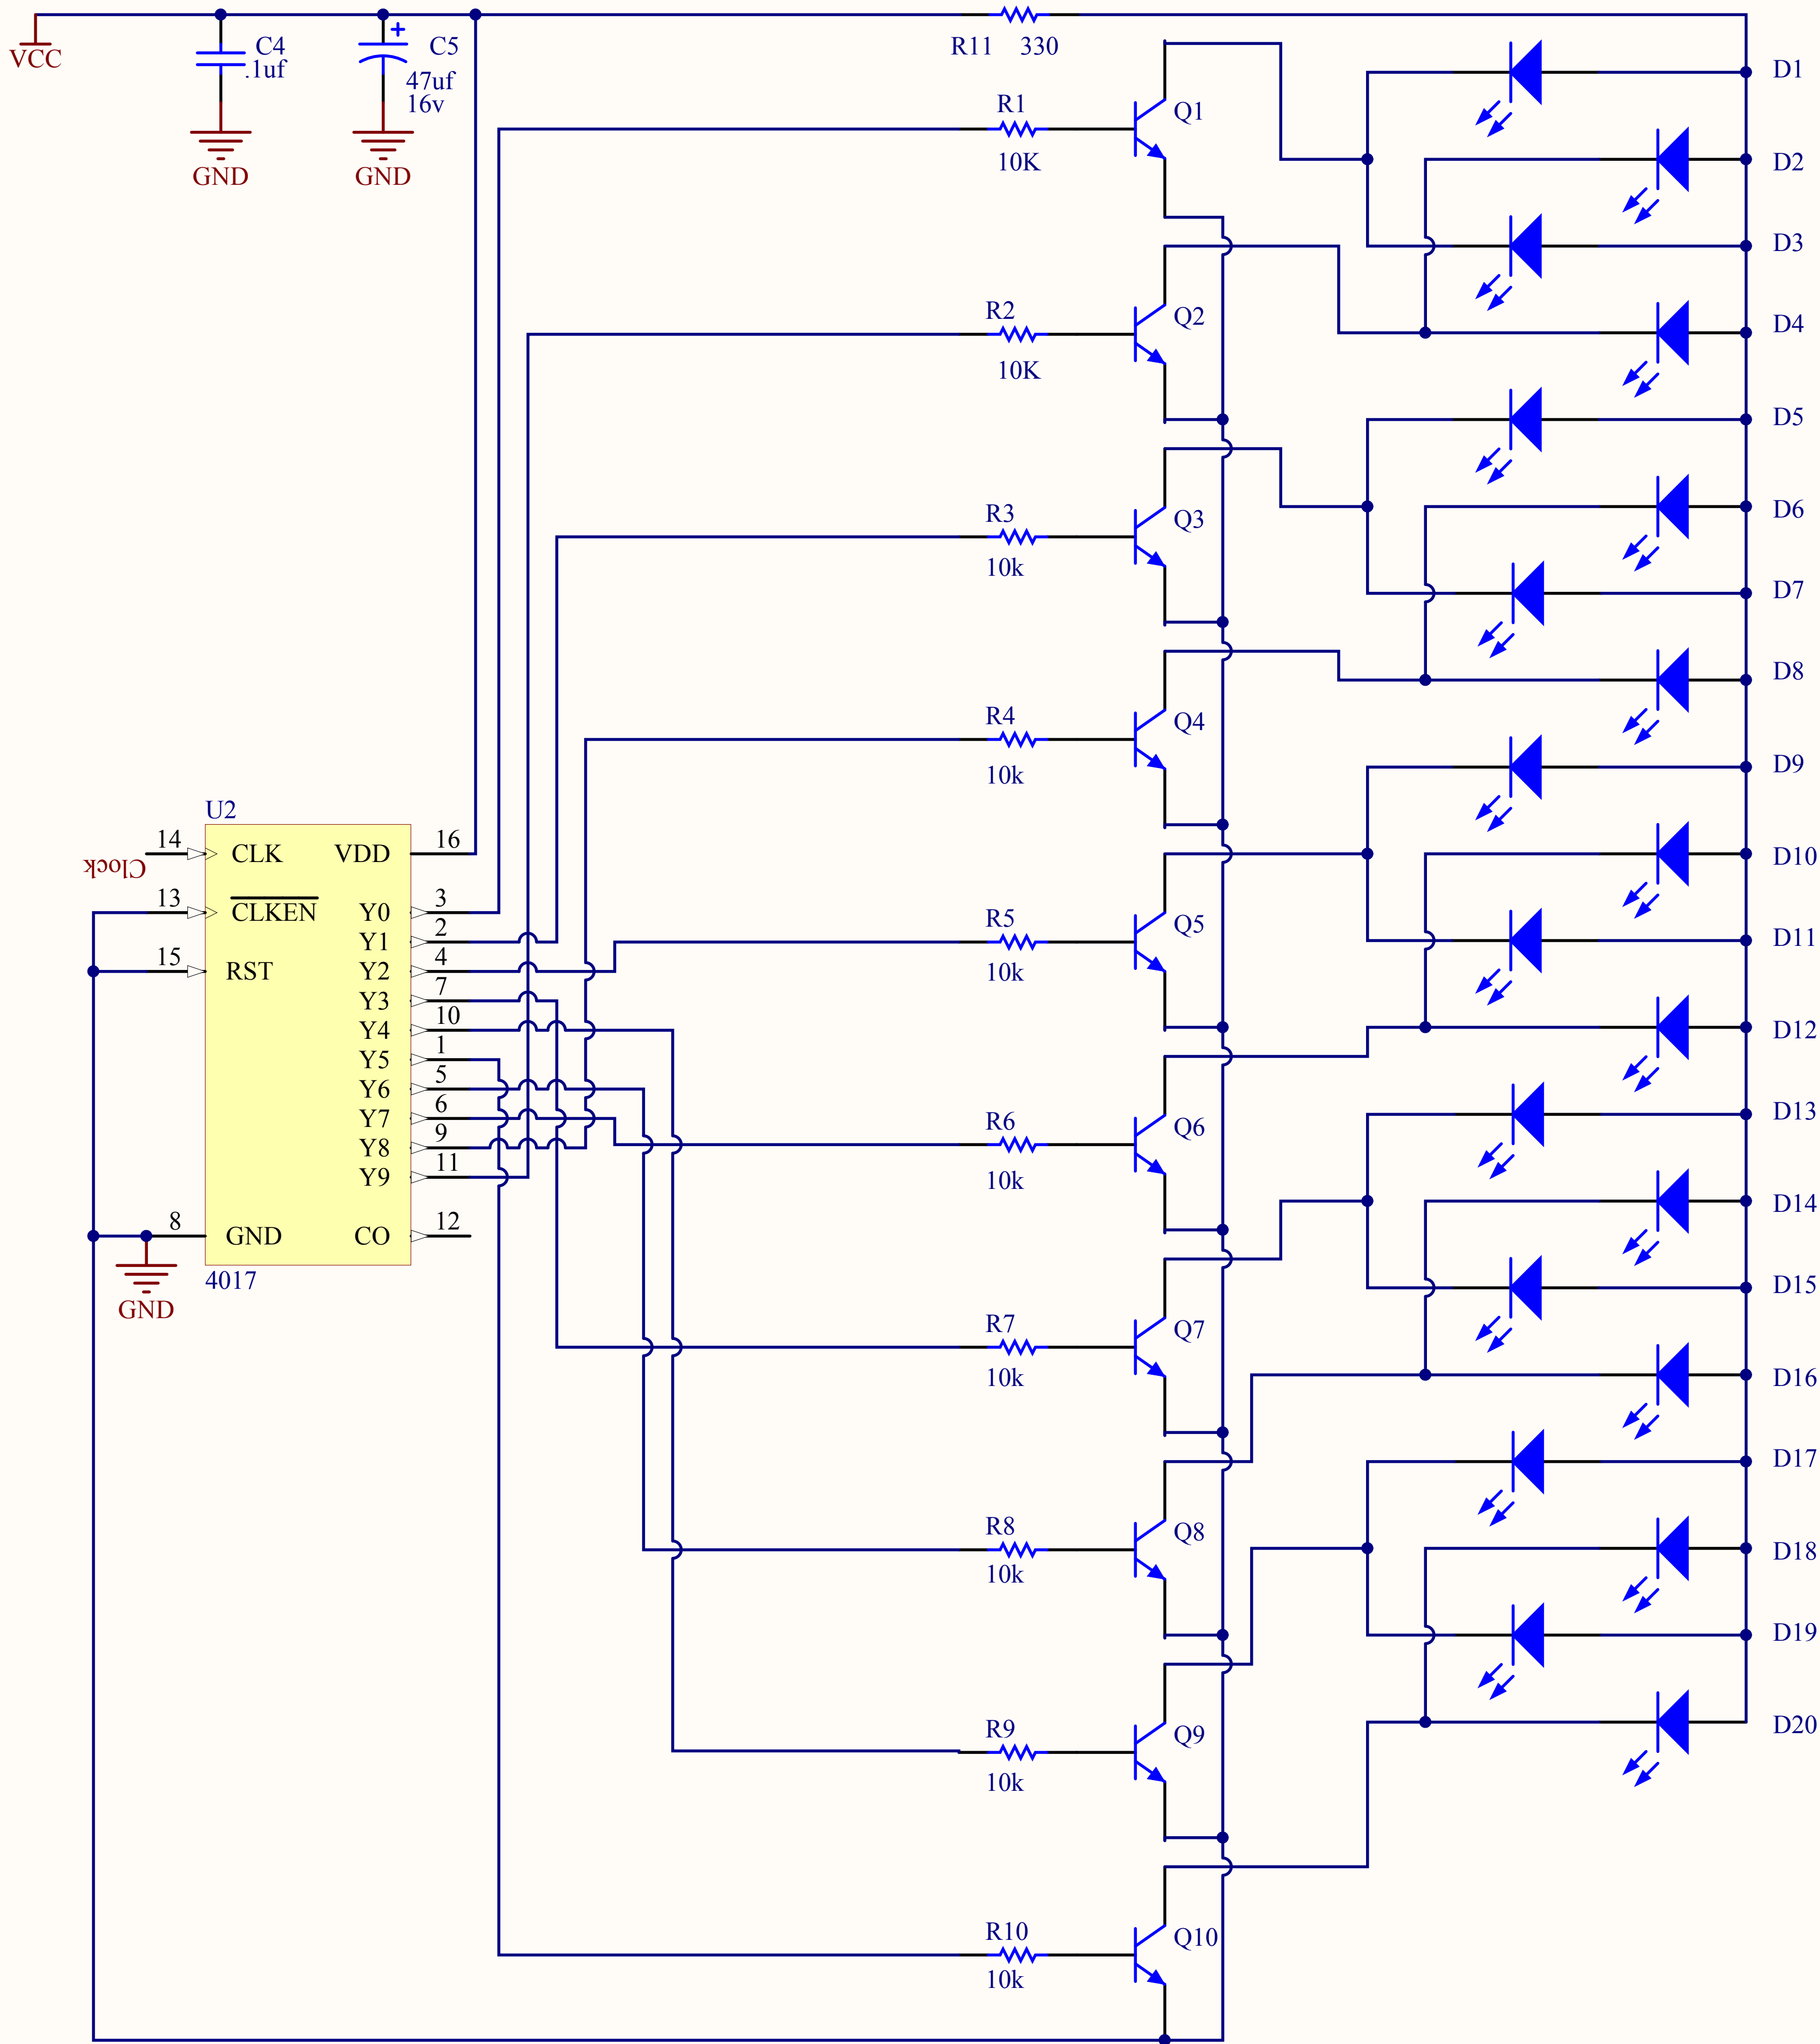 VCC
C4
.1uf
GND
C5
47uf
16v
GND
R11 330
R1
10K
Q1
D1
D2
D3
R2
10K
Q2
D4
D5
R3
10k
Q3
D6
D7
R4
10k
Q4
D8
D9
R5
10k
Q5
D10
D11
R6
10k
Q6
D12
D13
R7
10k
Q7
D14
D15
R8
10k
Q8
D16
D17
R9
10k
Q9
D18
D19
D20
R10
10k
Q10
U2
Clock
14 CLK VDD 16
13 CLKEN Y0 3
Y1 2
15 RST Y2 4
Y3 7
Y4 10
Y5 1
Y6 5
Y7 6
Y8 9
Y9 11
8 GND CO 12
4017
GND